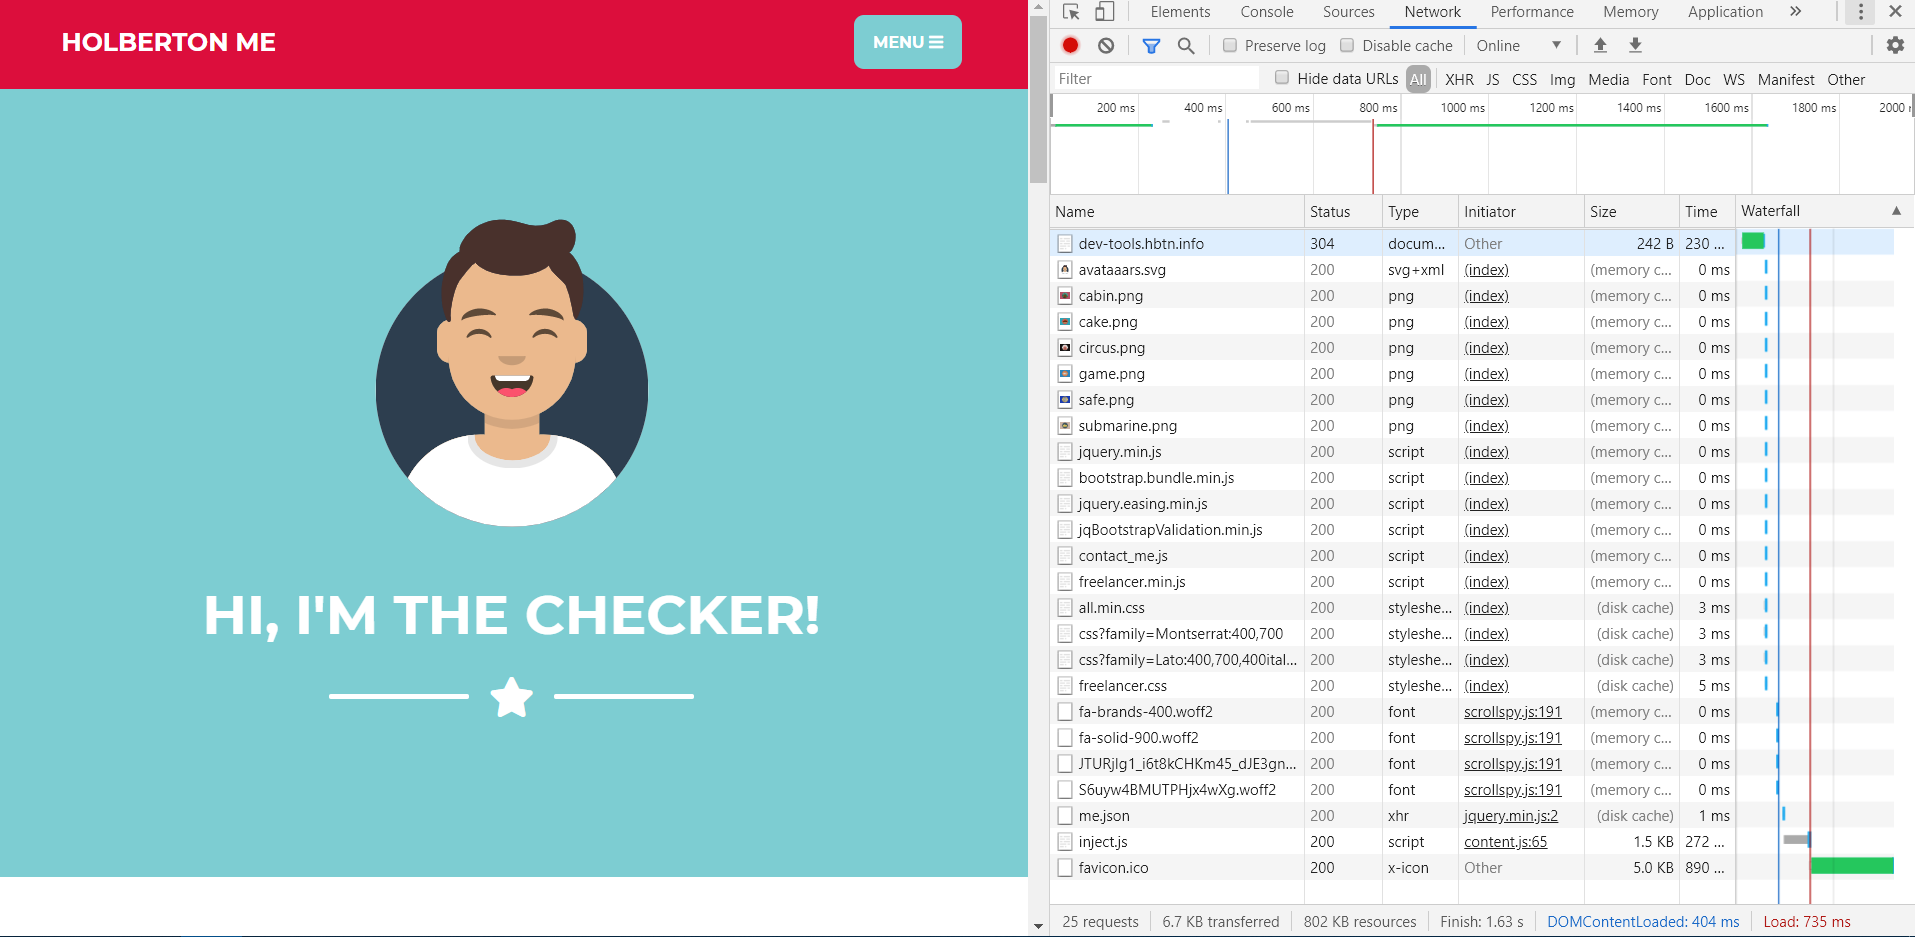 HOLBERTON ME
MENU
HI, I'M THE CHECKER!
Elements Console Sources Network Performance Memory Application »
Preserve log Disable cache Online
Filter Hide data URLs All XHR JS CSS Img Media Font Doc WS Manifest Other
200 ms 400 ms 600 ms 800 ms 1000 ms 1200 ms 1400 ms 1600 ms 1800 ms 2000
Name Status Type Initiator Size Time Waterfall
dev-tools.hbtn.info 304 docum... Other 242 B 230 ...
avataaars.svg 200 svg+xml (index) (memory c... 0 ms
cabin.png 200 png (index) (memory c... 0 ms
cake.png 200 png (index) (memory c... 0 ms
circus.png 200 png (index) (memory c... 0 ms
game.png 200 png (index) (memory c... 0 ms
safe.png 200 png (index) (memory c... 0 ms
submarine.png 200 png (index) (memory c... 0 ms
jquery.min.js 200 script (index) (memory c... 0 ms
bootstrap.bundle.min.js 200 script (index) (memory c... 0 ms
jquery.easing.min.js 200 script (index) (memory c... 0 ms
jqBootstrapValidation.min.js 200 script (index) (memory c... 0 ms
contact_me.js 200 script (index) (memory c... 0 ms
freelancer.min.js 200 script (index) (memory c... 0 ms
all.min.css 200 styleshe... (index) (disk cache) 3 ms
css?family=Montserrat:400,700 200 styleshe... (index) (disk cache) 3 ms
css?family=Lato:400,700,400ital... 200 styleshe... (index) (disk cache) 3 ms
freelancer.css 200 styleshe... (index) (disk cache) 5 ms
fa-brands-400.woff2 200 font scrollspy.js:191 (memory c... 0 ms
fa-solid-900.woff2 200 font scrollspy.js:191 (memory c... 0 ms
JTURjIg1_i6t8kCHKm45_dJE3gn... 200 font scrollspy.js:191 (memory c... 0 ms
S6uyw4BMUTPHjx4wXg.woff2 200 font scrollspy.js:191 (memory c... 0 ms
me.json 200 xhr jquery.min.js:2 (disk cache) 1 ms
inject.js 200 script content.js:65 1.5 KB 272 ...
favicon.ico 200 x-icon Other 5.0 KB 890 ...
25 requests 6.7 KB transferred 802 KB resources Finish: 1.63 s DOMContentLoaded: 404 ms Load: 735 ms